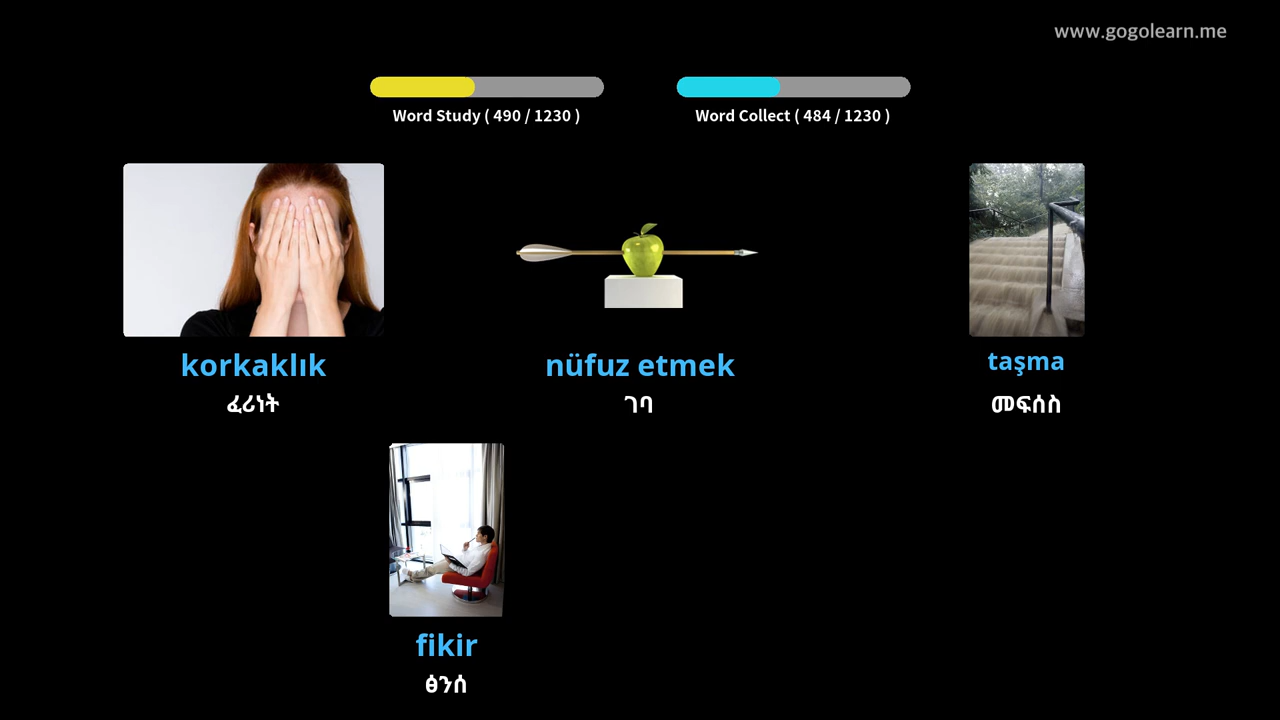 www.gogolearn.me
Word Study ( 490 / 1230 )
Word Collect ( 484 / 1230 )
korkaklık
ፈሪነት
nüfuz etmek
ገባ
taşma
መፍሰስ
fikir
ፅንሰ